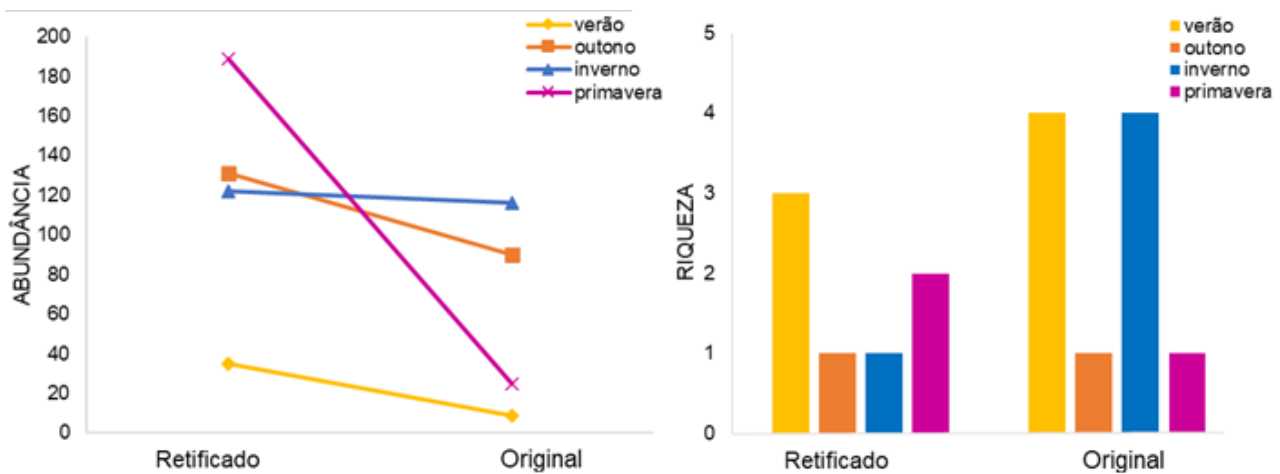 verão
outono
inverno
primavera
200
180
160
140
120
100
80
60
40
20
0
ABUNDÂNCIA
Retificado Original
verão
outono
inverno
primavera
5
4
3
2
1
0
RIQUEZA
Retificado Original